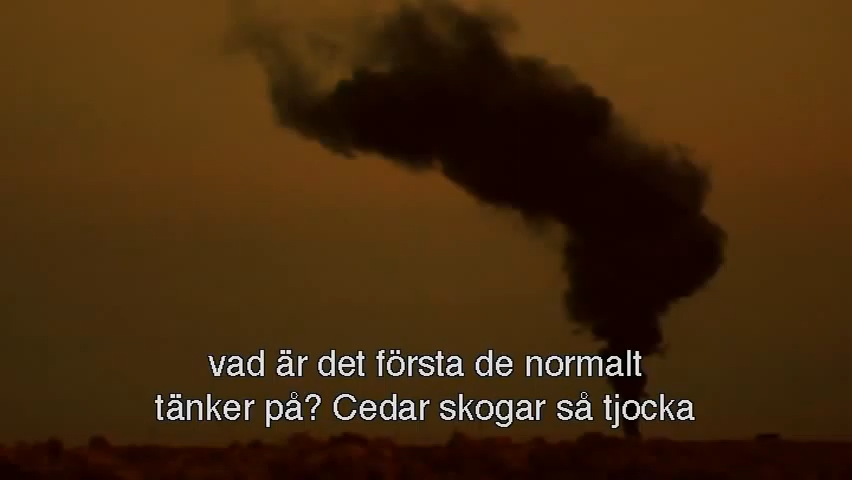 vad är det första de normalt
tänker på? Cedar skogar så tjocka